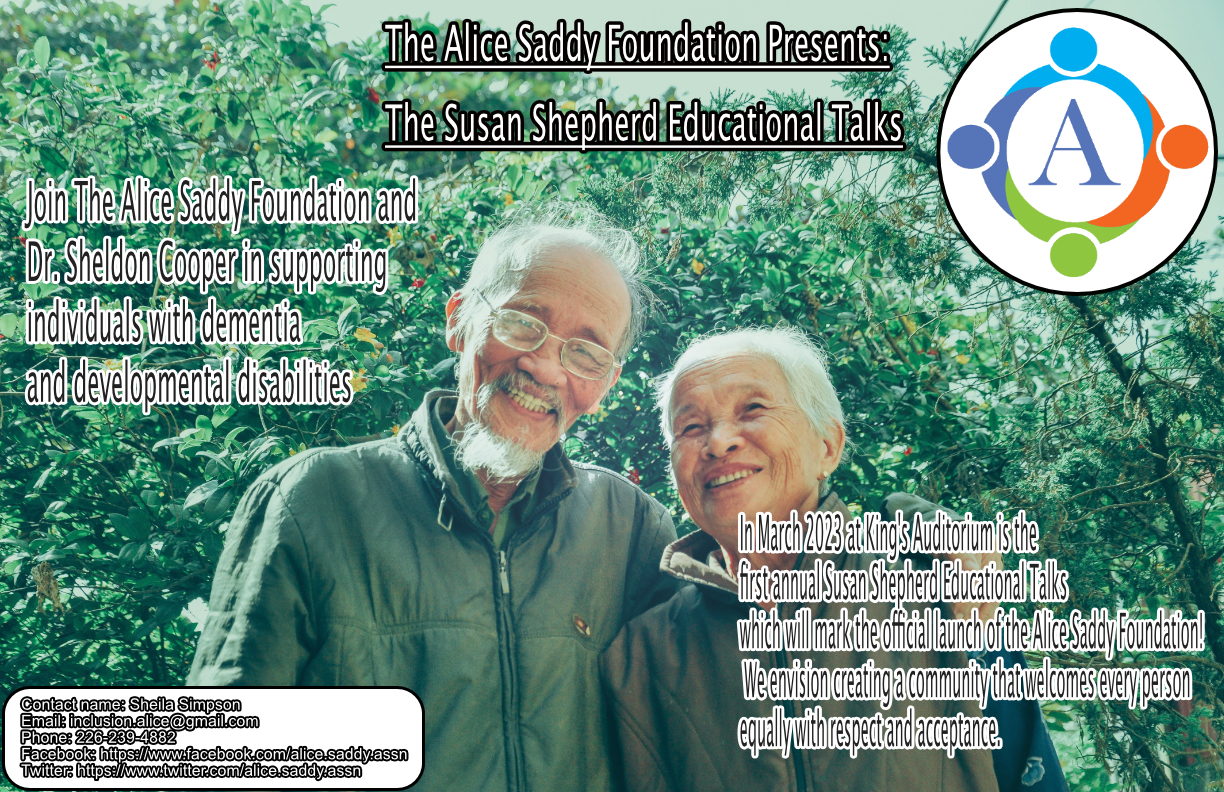 The Alice Saddy Foundation Presents:
The Susan Shepherd Educational Talks
A
Join The Alice Saddy Foundation and
Dr. Sheldon Cooper in supporting
individuals with dementia
and developmental disabilities
In March 2023 at King's Auditorium is the
first annual Susan Shepherd Educational Talks
which will mark the official launch of the Alice Saddy Foundation!
We envision creating a community that welcomes every person
equally with respect and acceptance.
Contact name: Sheila Simpson
Email: inclusion.alice@gmail.com
Phone: 226-239-4882
Facebook: https://www.facebook.com/alice.saddy.assn
Twitter: https://www.twitter.com/alice.saddy.assn